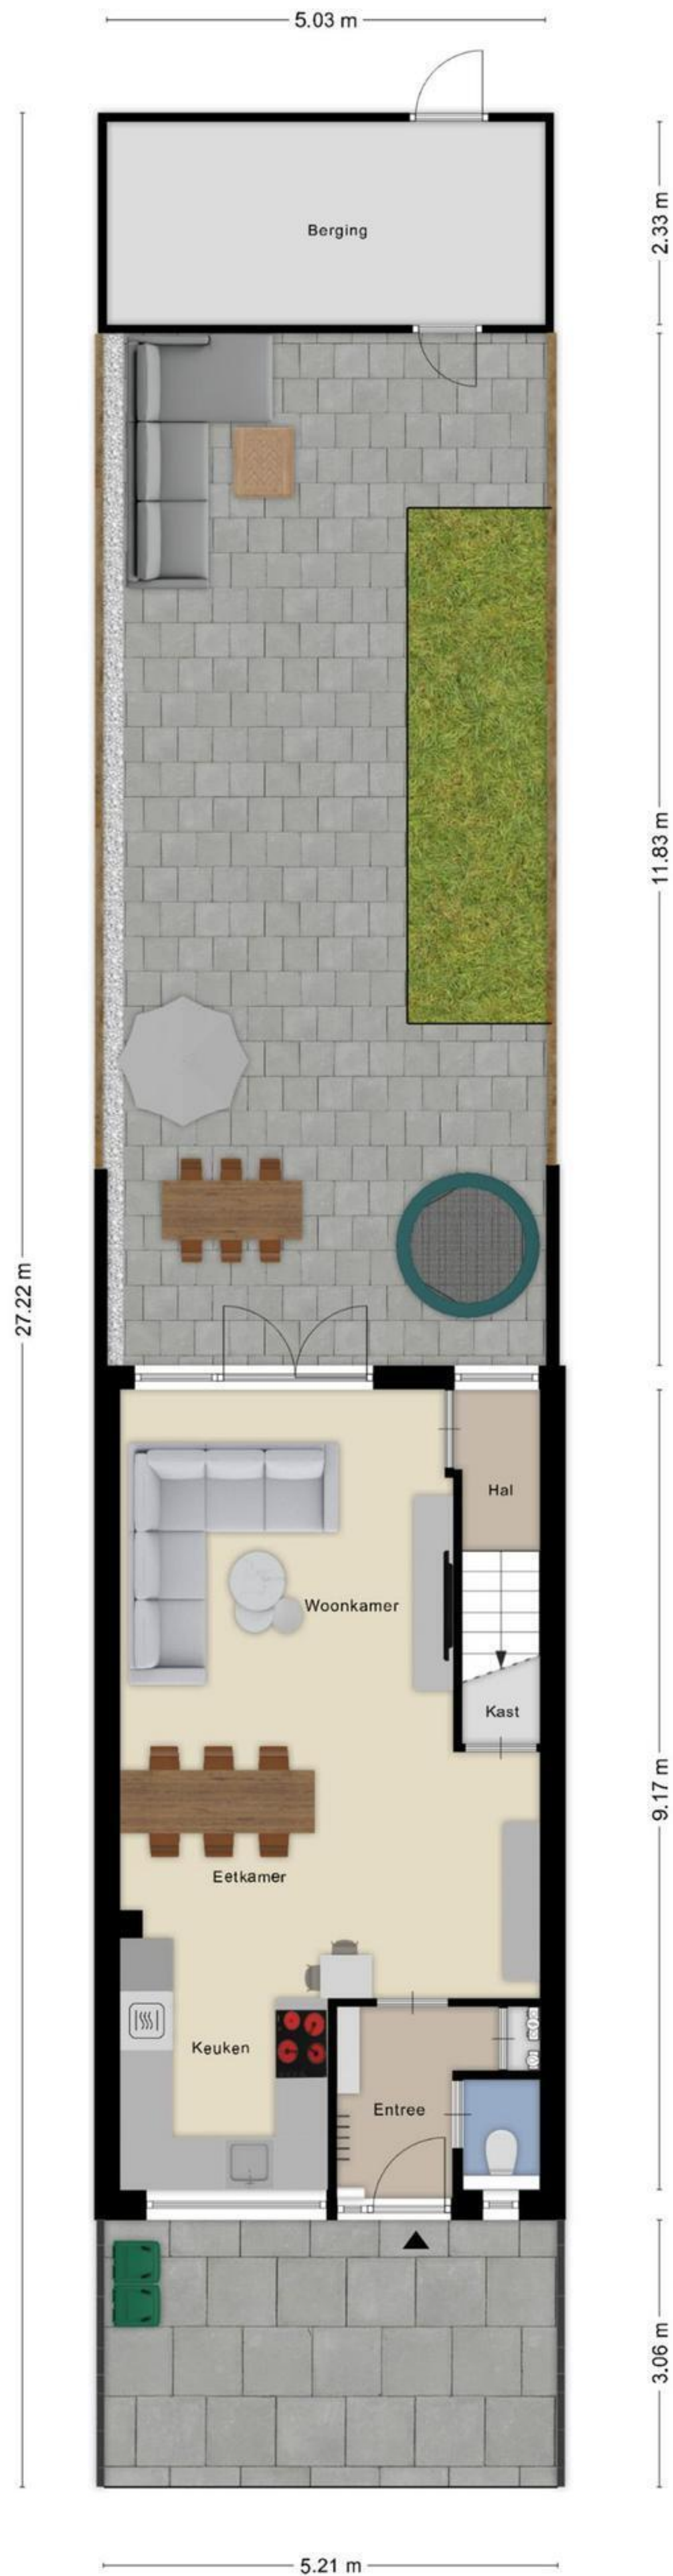 5.03 m
Berging
2.33 m
11.83 m
27.22 m
Hal
Woonkamer
Kast
9.17 m
Eetkamer
Keuken
Entree
3.06 m
5.21 m